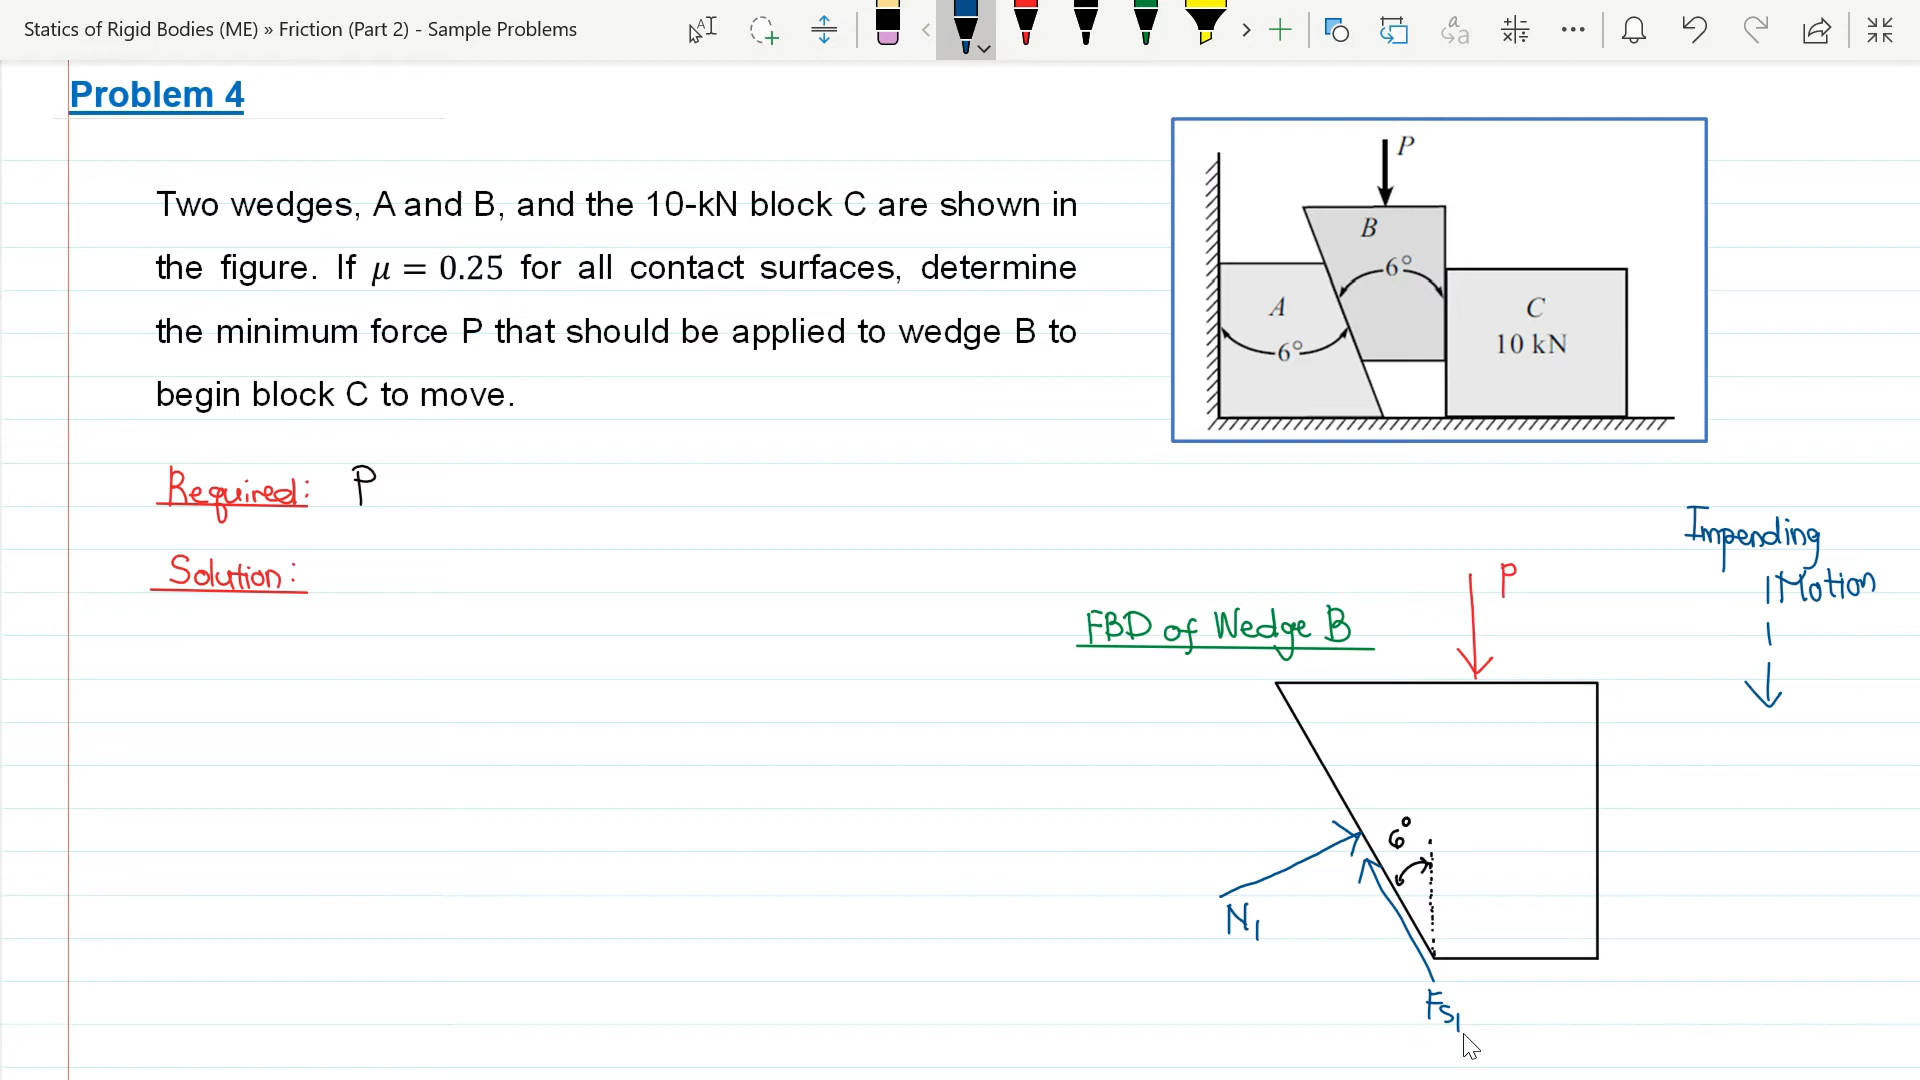 Statics of Rigid Bodies (ME) » Friction (Part 2) - Sample Problems
Problem 4
Two wedges, A and B, and the 10-kN block C are shown in
the figure. If μ = 0.25 for all contact surfaces, determine
the minimum force P that should be applied to wedge B to
begin block C to move.
P
B
6°
A
6°
C
10 kN
Required: P
Solution:
Impending
Motion
P
FBD of Wedge B
6°
N1
Fs1